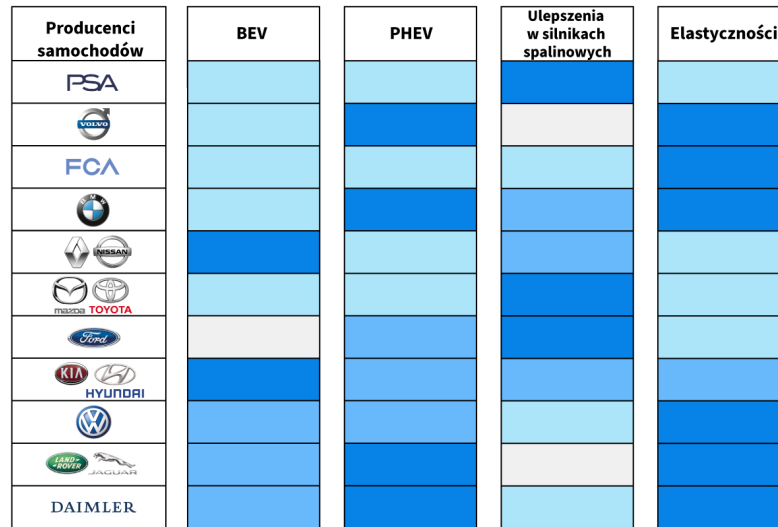 Producenci
samochodów
BEV
PHEV
Ulepszenia
w silnikach
spalinowych
Elastycznośći
PSA
VOLVO
FCA
BMW
NISSAN
mazda TOYOTA
Ford
KIA
HYUNDAI
LAND-
ROVER
JAGUAR
DAIMLER